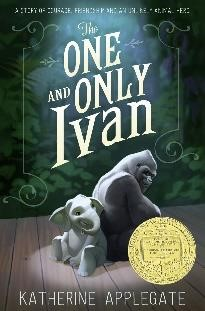 A STORY OF COURAGE, FRIENDSHIP AND AN UNLIKELY ANIMAL HERO
The
ONE
AND ONLY
Ivan
KATHERINE APPLEGATE